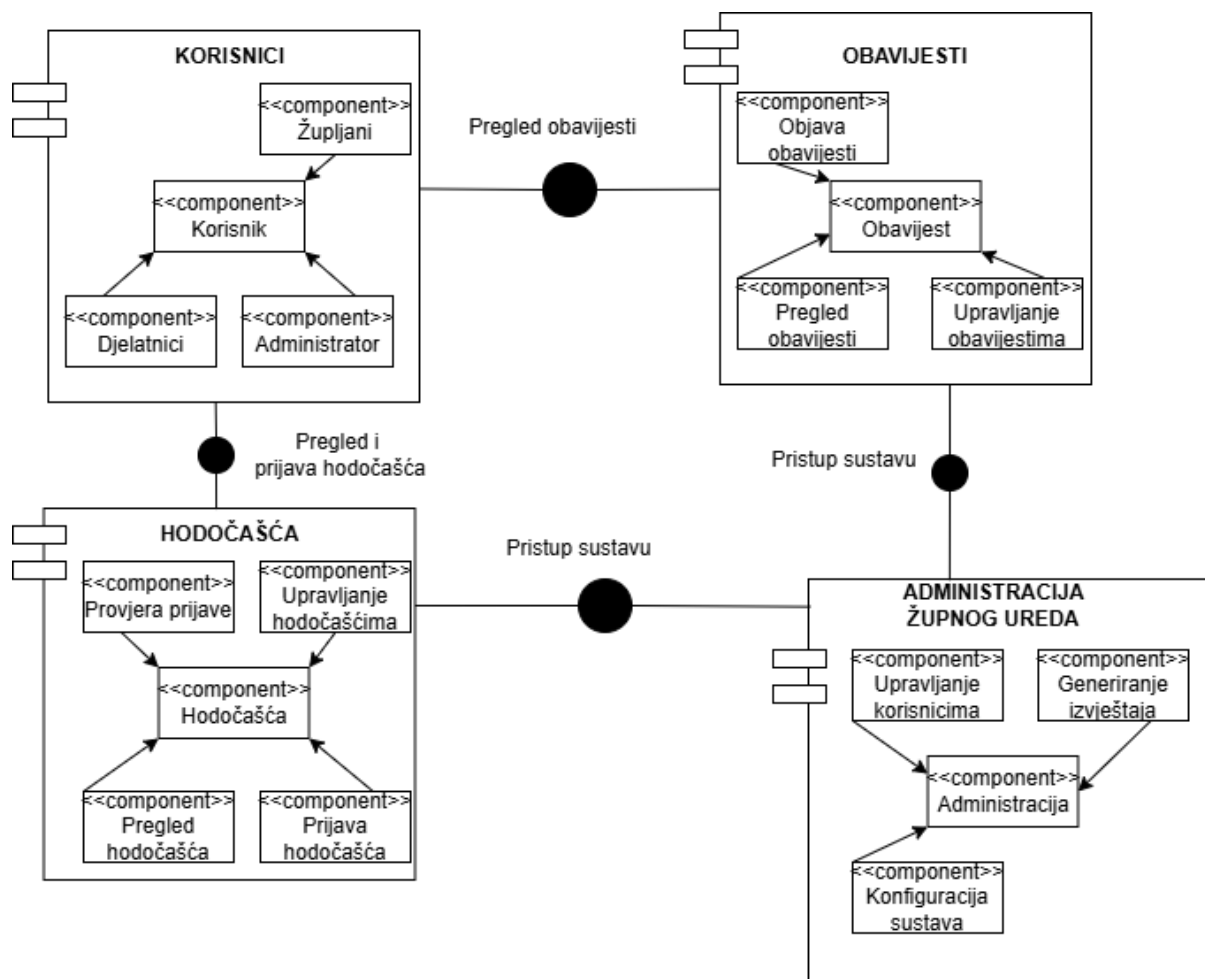 KORISNICI
<<component>>
Župljani
<<component>>
Korisnik
<<component>>
Djelatnici
<<component>>
Administrator
Pregled obavijesti
OBAVIJESTI
<<component>>
Objava
obavijesti
<<component>>
Obavijest
<<component>>
Pregled
obavijesti
<<component>>
Upravljanje
obavijestima
Pregled i
prijava hodočašća
Pristup sustavu
HODOČAŠĆA
<<component>>
Provjera prijave
<<component>>
Upravljanje
hodočašćima
<<component>>
Hodočašća
<<component>>
Pregled
hodočašća
<<component>>
Prijava
hodočašća
Pristup sustavu
ADMINISTRACIJA
ŽUPNOG UREDA
<<component>>
Upravljanje
korisnicima
<<component>>
Generiranje
izvještaja
<<component>>
Administracija
<<component>>
Konfiguracija
sustava